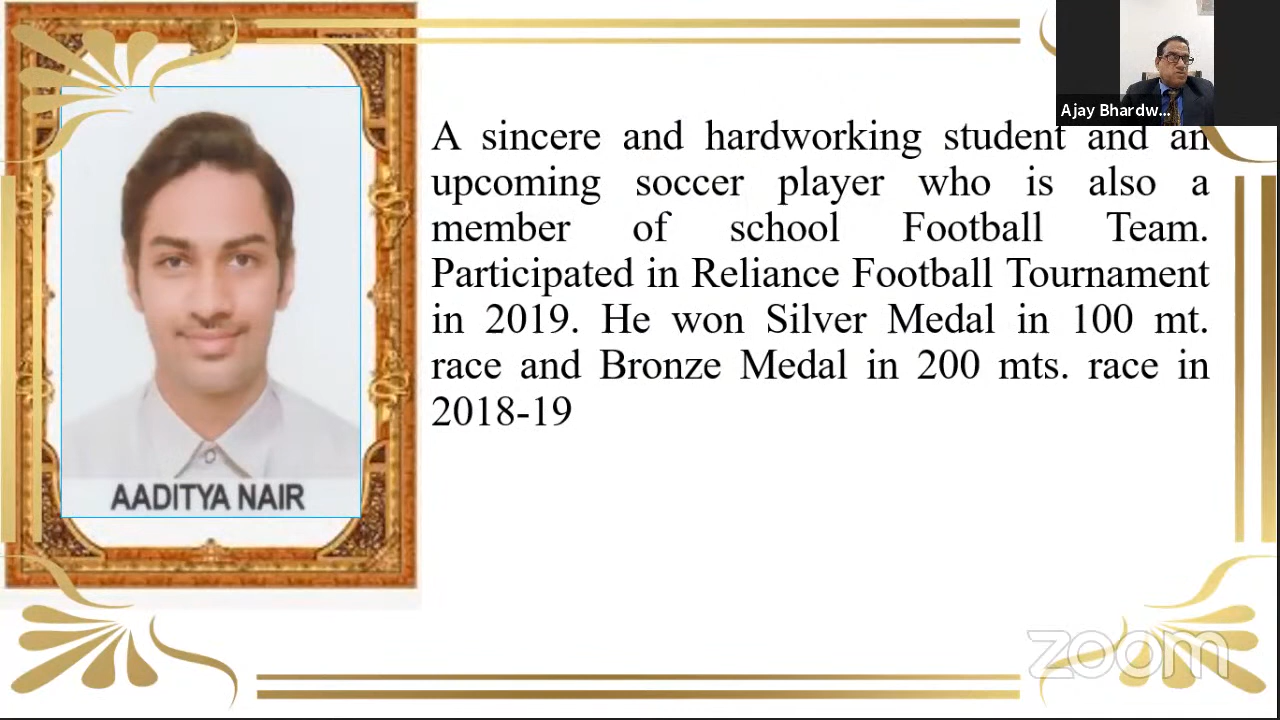 Ajay Bhardw...
A sincere and hardworking student and an
upcoming soccer player who is also a
member of school Football Team.
Participated in Reliance Football Tournament
in 2019. He won Silver Medal in 100 mt.
race and Bronze Medal in 200 mts. race in
2018-19
AADITYA NAIR
zoom